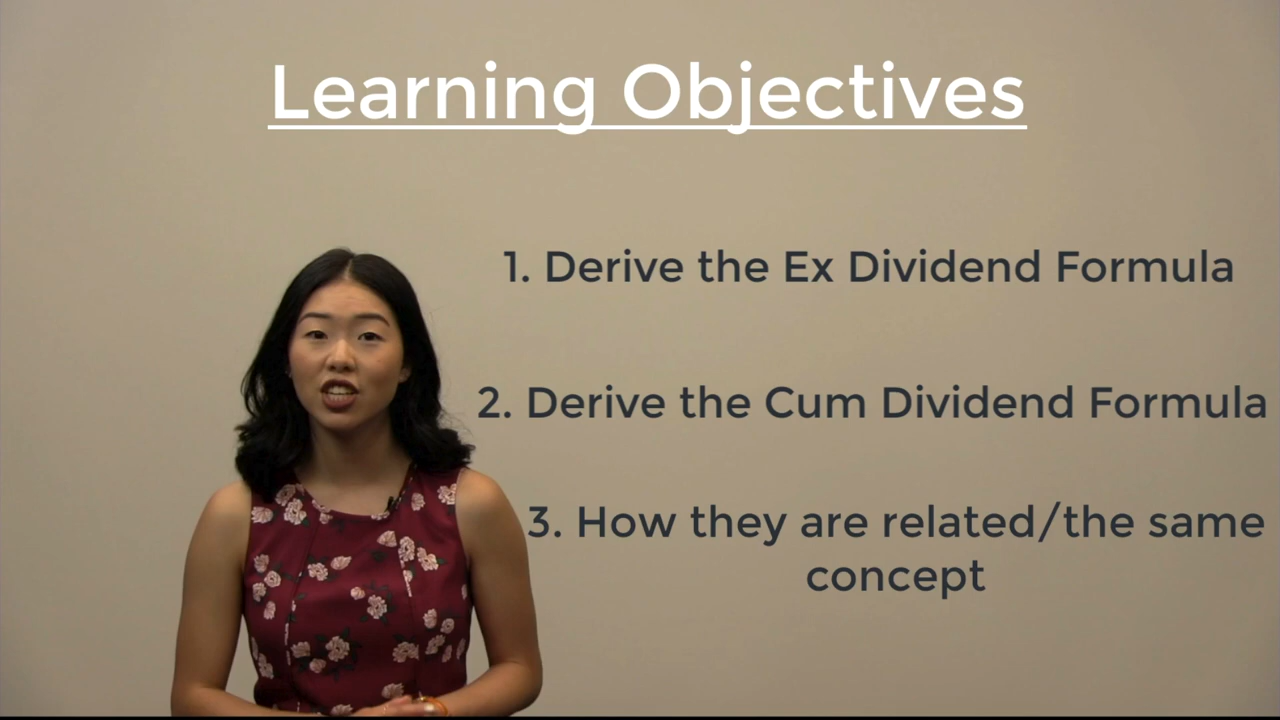 Learning Objectives
1. Derive the Ex Dividend Formula
2. Derive the Cum Dividend Formula
3. How they are related/the same
concept